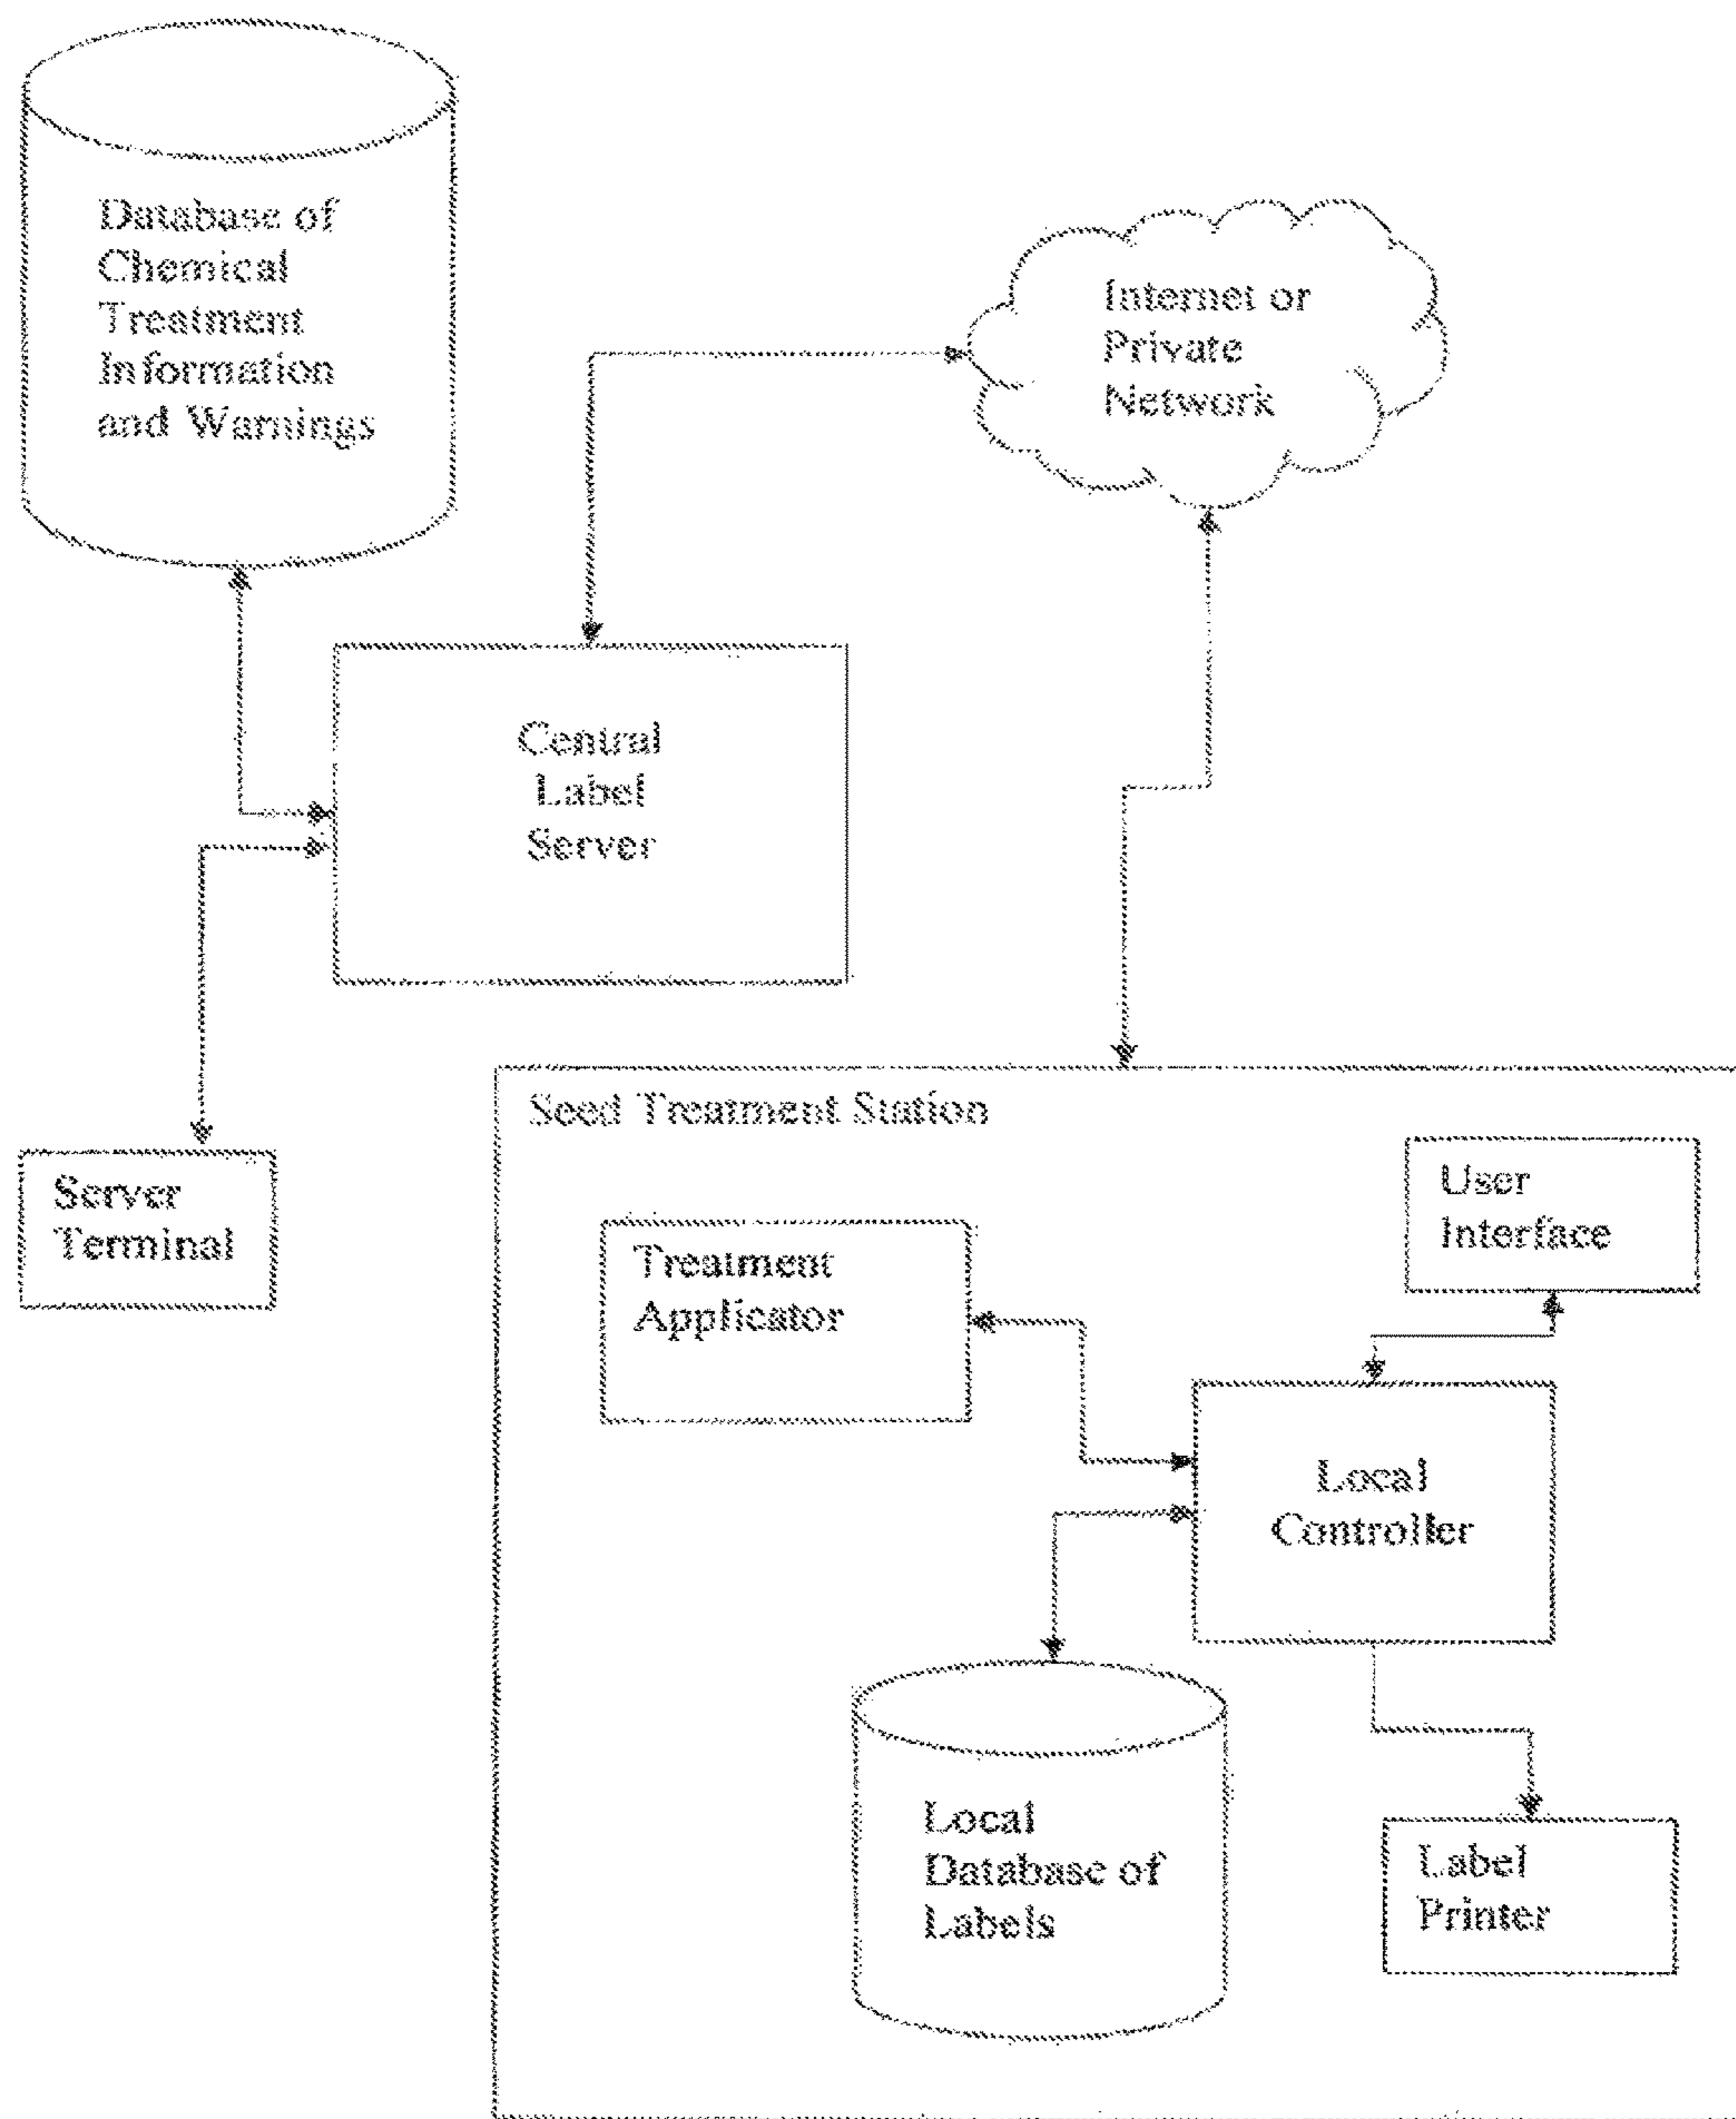 Database of
Chemical
Treatment
Information
and Warnings
Internet or
Private
Network
Central
Label
Server
Seed Treatment Station
Server
Terminal
User
Interface
Treatment
Applicator
Local
Controller
Local
Database of
Labels
Label
Printer